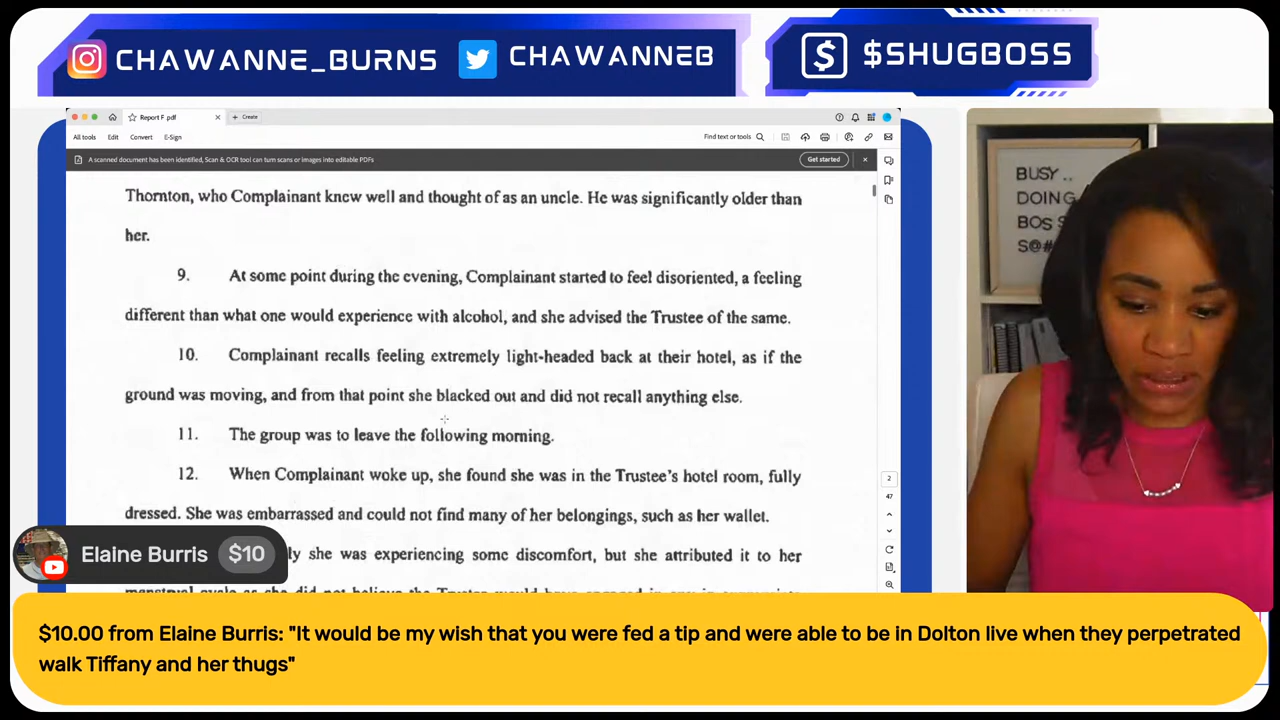 CHAWANNE_BURNS
CHAWANNEB
$SHUGBOSS
Report F.pdf
Create
All tools
Edit
Convert
E-Sign
Find text or tools
A scanned document has been identified, Scan & OCR tool can turn scans or images into editable PDFs
Get started
Thornton, who Complainant knew well and thought of as an uncle. He was significantly older than
her.
9. At some point during the evening, Complainant started to feel disoriented, a feeling
different than what one would experience with alcohol, and she advised the Trustee of the same.
10. Complainant recalls feeling extremely light-headed back at their hotel, as if the
ground was moving, and from that point she blacked out and did not recall anything else.
11. The group was to leave the following morning.
12. When Complainant woke up, she found she was in the Trustee's hotel room, fully
dressed. She was embarrassed and could not find many of her belongings, such as her wallet.
she was experiencing some discomfort, but she attributed it to her
2
47
BUSY ..
DOING
BOS S
S@#
Elaine Burris $10
$10.00 from Elaine Burris: "It would be my wish that you were fed a tip and were able to be in Dolton live when they perpetrated
walk Tiffany and her thugs"